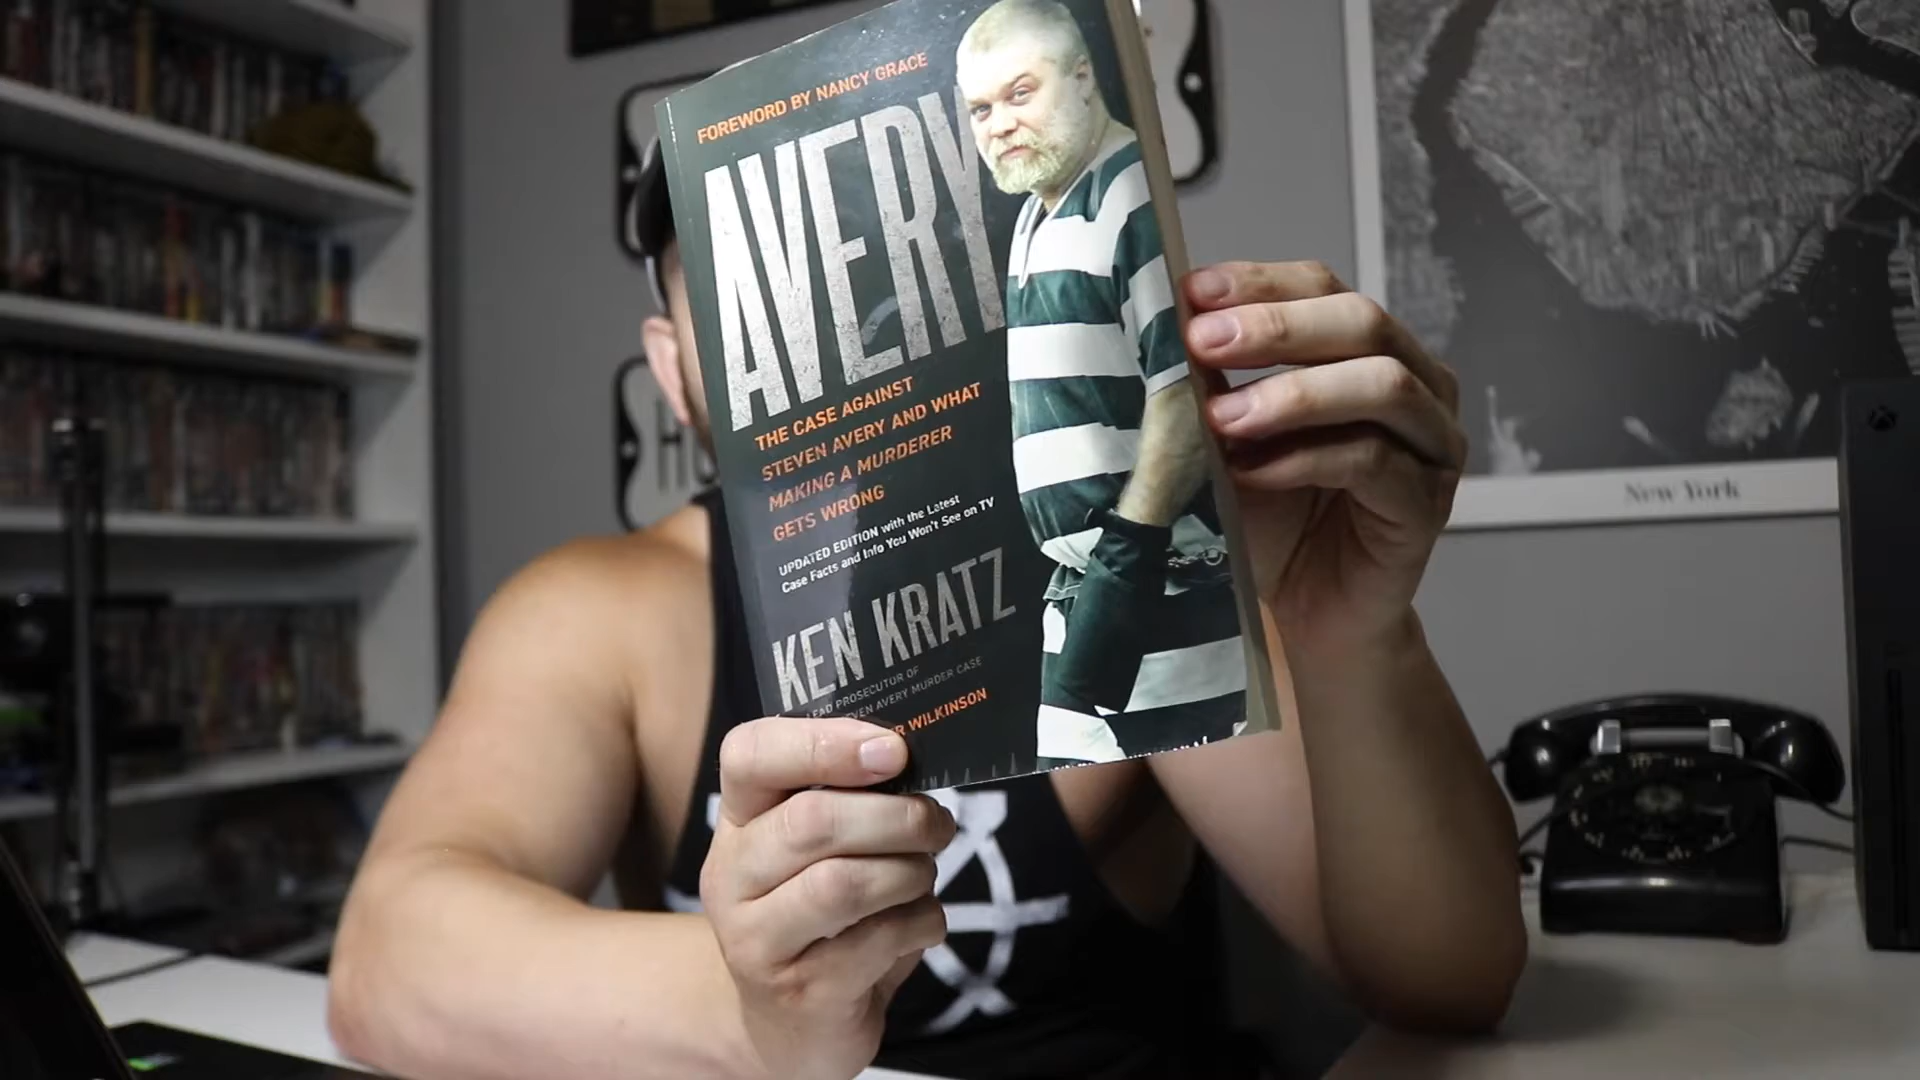 FOREWORD BY NANCY GRACE
AVERY
THE CASE AGAINST
STEVEN AVERY AND WHAT
MAKING A MURDERER
GETS WRONG
UPDATED EDITION with the Latest
Case Facts and Info You Won't See on TV
KEN KRATZ
PROSECUTOR OF
AVERY MURDER CASE
WILKINSON
New York